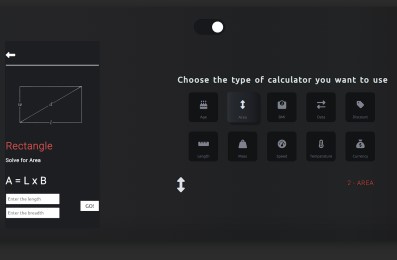 Choose the type of calculator you want to use
Age
Area
BMI
Data
Discount
Length
Mass
Speed
Temperature
Currency
2 - AREA
Rectangle
Solve for Area
A = L x B
Enter the length
Enter the breadth
GO!